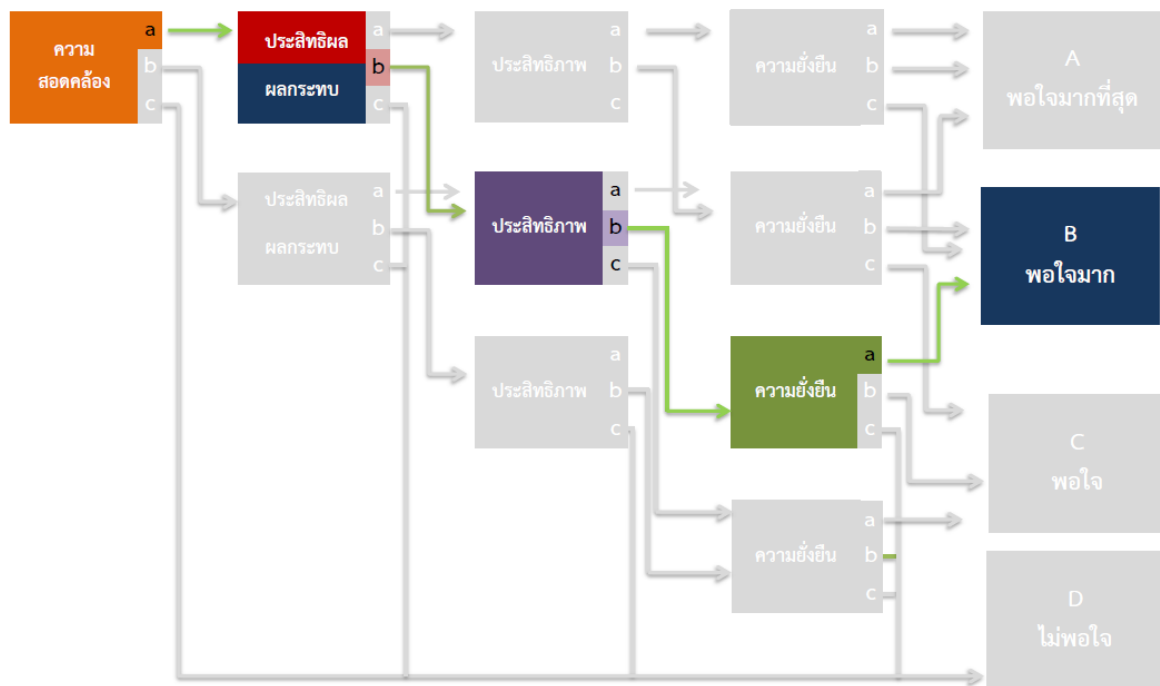 ความ
สอดคล้อง
a
b
c
ประสิทธิผล
ผลกระทบ
a
b
c
ประสิทธิภาพ
a
b
c
ความยั่งยืน
a
b
c
A
พอใจมากที่สุด
ประสิทธิผล
ผลกระทบ
a
b
c
ประสิทธิภาพ
a
b
c
ความยั่งยืน
a
b
c
B
พอใจมาก
ประสิทธิภาพ
a
b
c
ความยั่งยืน
a
b
c
C
พอใจ
ความยั่งยืน
a
b
c
D
ไม่พอใจ